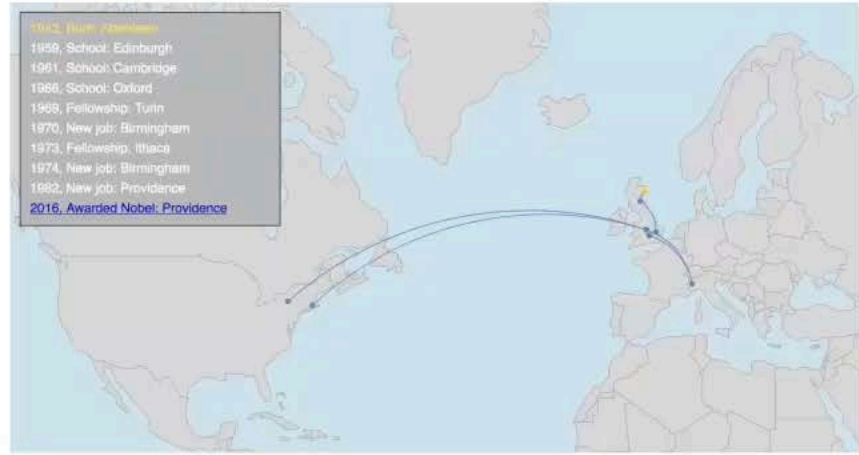 1943, Birth: Aberdeen
1959, School: Edinburgh
1961, School: Cambridge
1966, School: Oxford
1969, Fellowship: Turin
1970, New job: Birmingham
1973, Fellowship: Ithaca
1974, New job: Birmingham
1982, New job: Providence
2016, Awarded Nobel: Providence